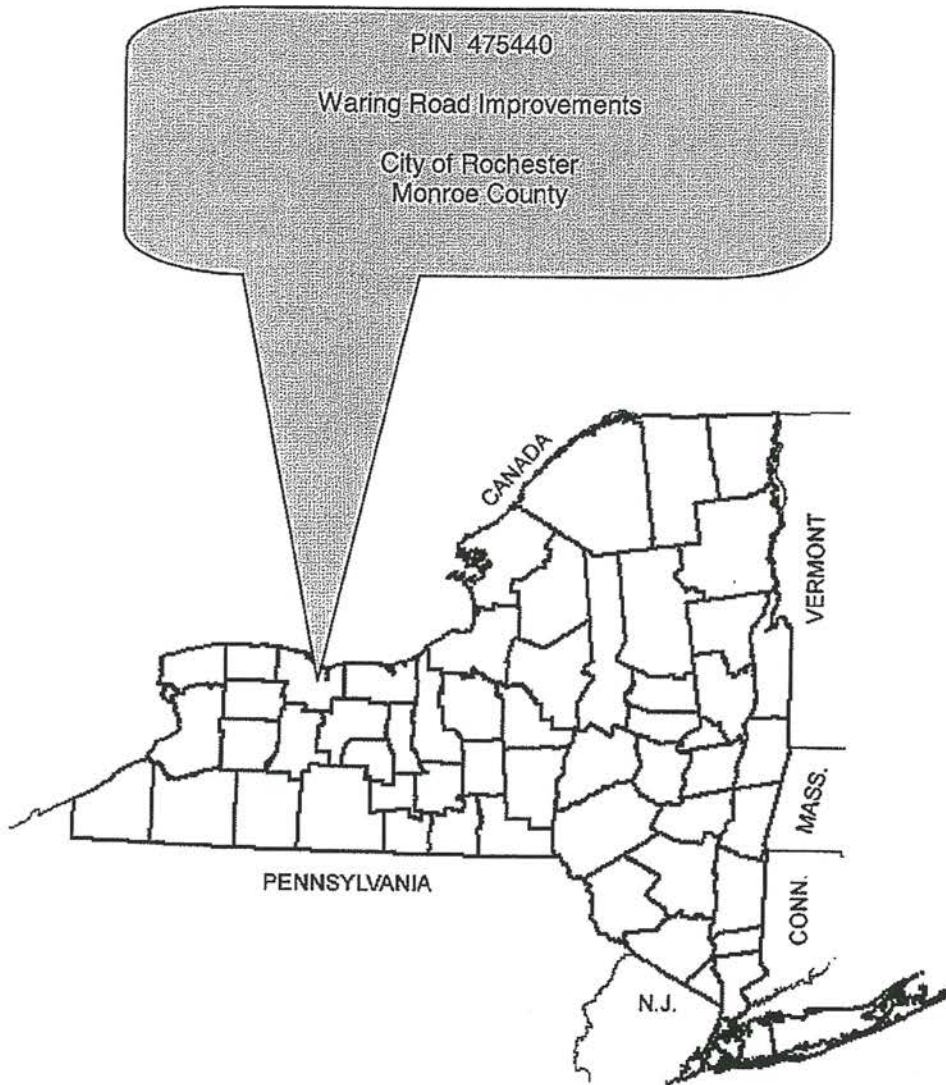 PIN 475440
Waring Road Improvements
City of Rochester
Monroe County
CANADA
VERMONT
MASS.
PENNSYLVANIA
CONN.
N.J.